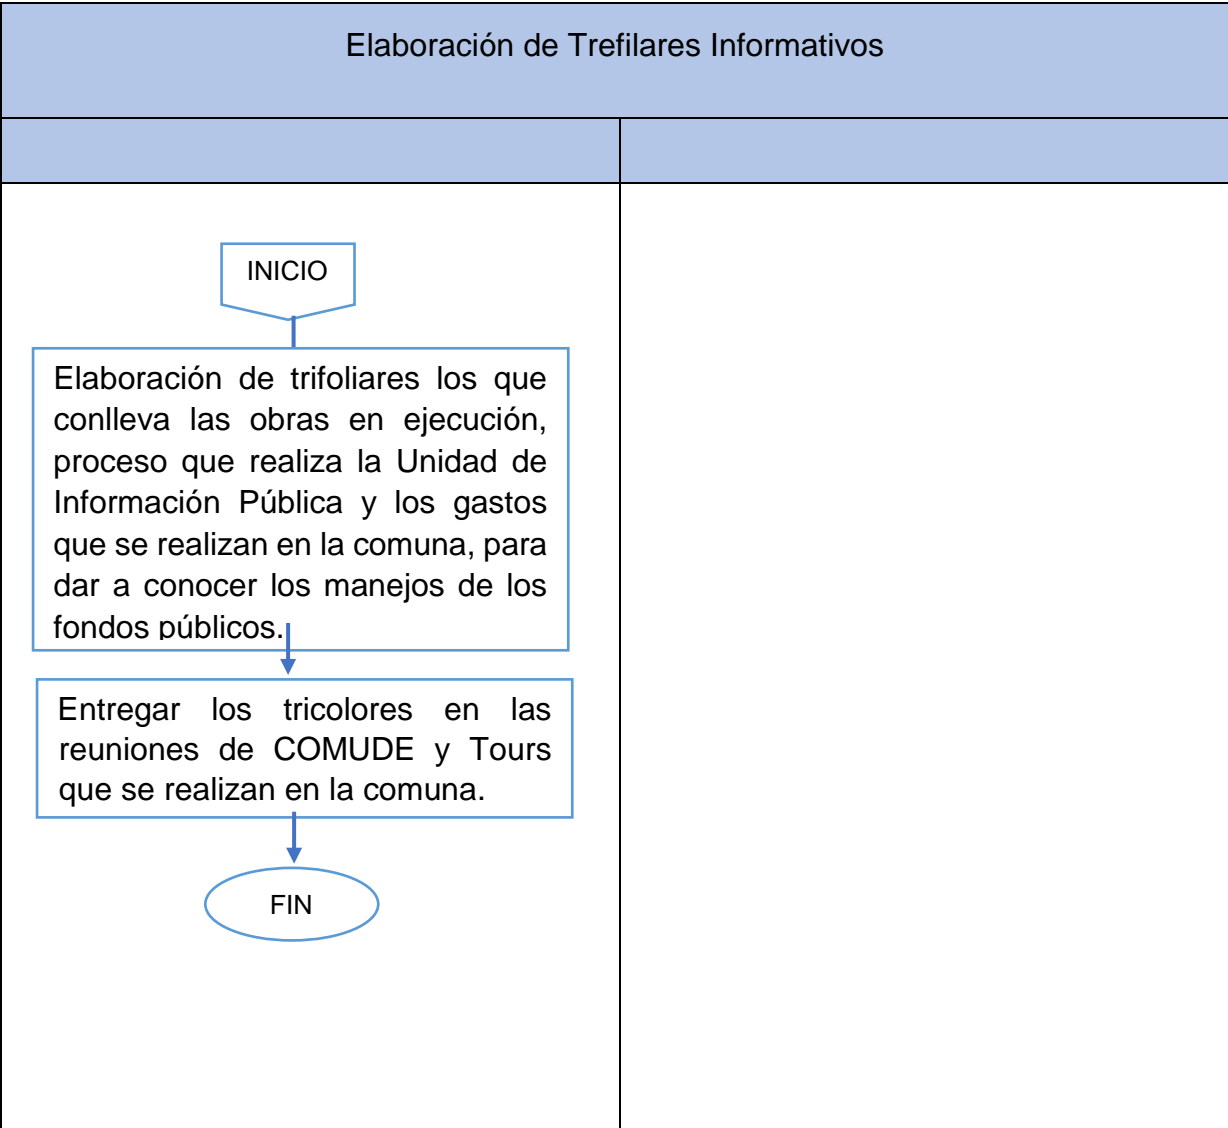 Elaboración de Trefilares Informativos
INICIO
Elaboración de trifoliares los que
conlleva las obras en ejecución,
proceso que realiza la Unidad de
Información Pública y los gastos
que se realizan en la comuna, para
dar a conocer los manejos de los
fondos públicos.
Entregar los tricolores en las
reuniones de COMUDE y Tours
que se realizan en la comuna.
FIN